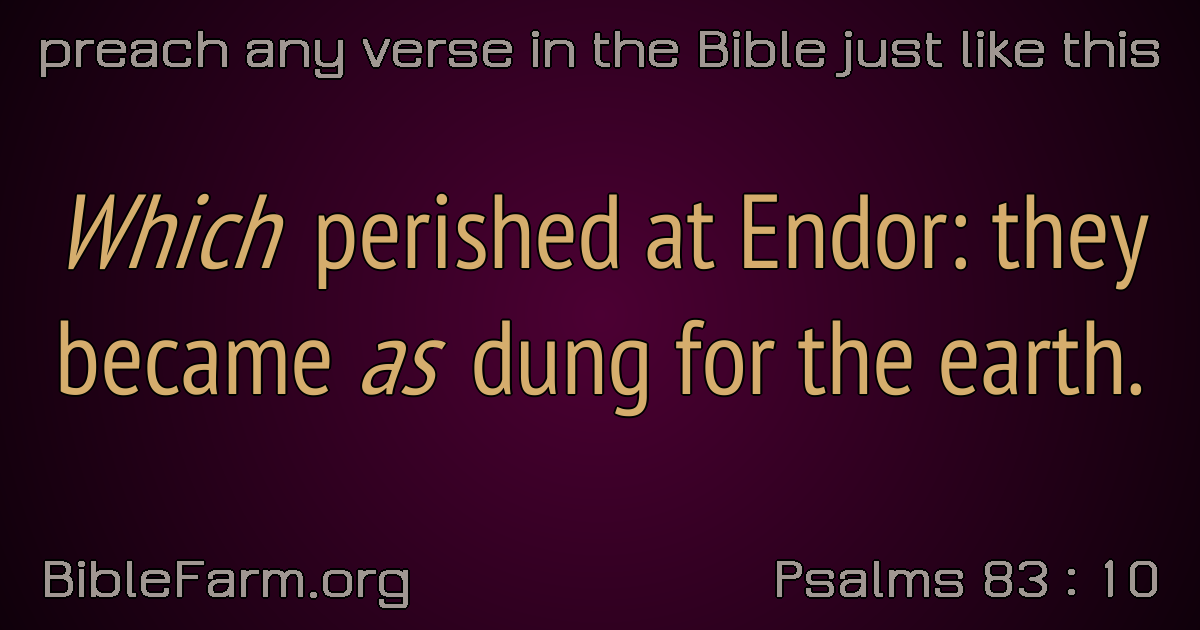 preach any verse in the Bible just like this
Which perished at Endor: they
became as dung for the earth.
BibleFarm.org
Psalms 83 : 10